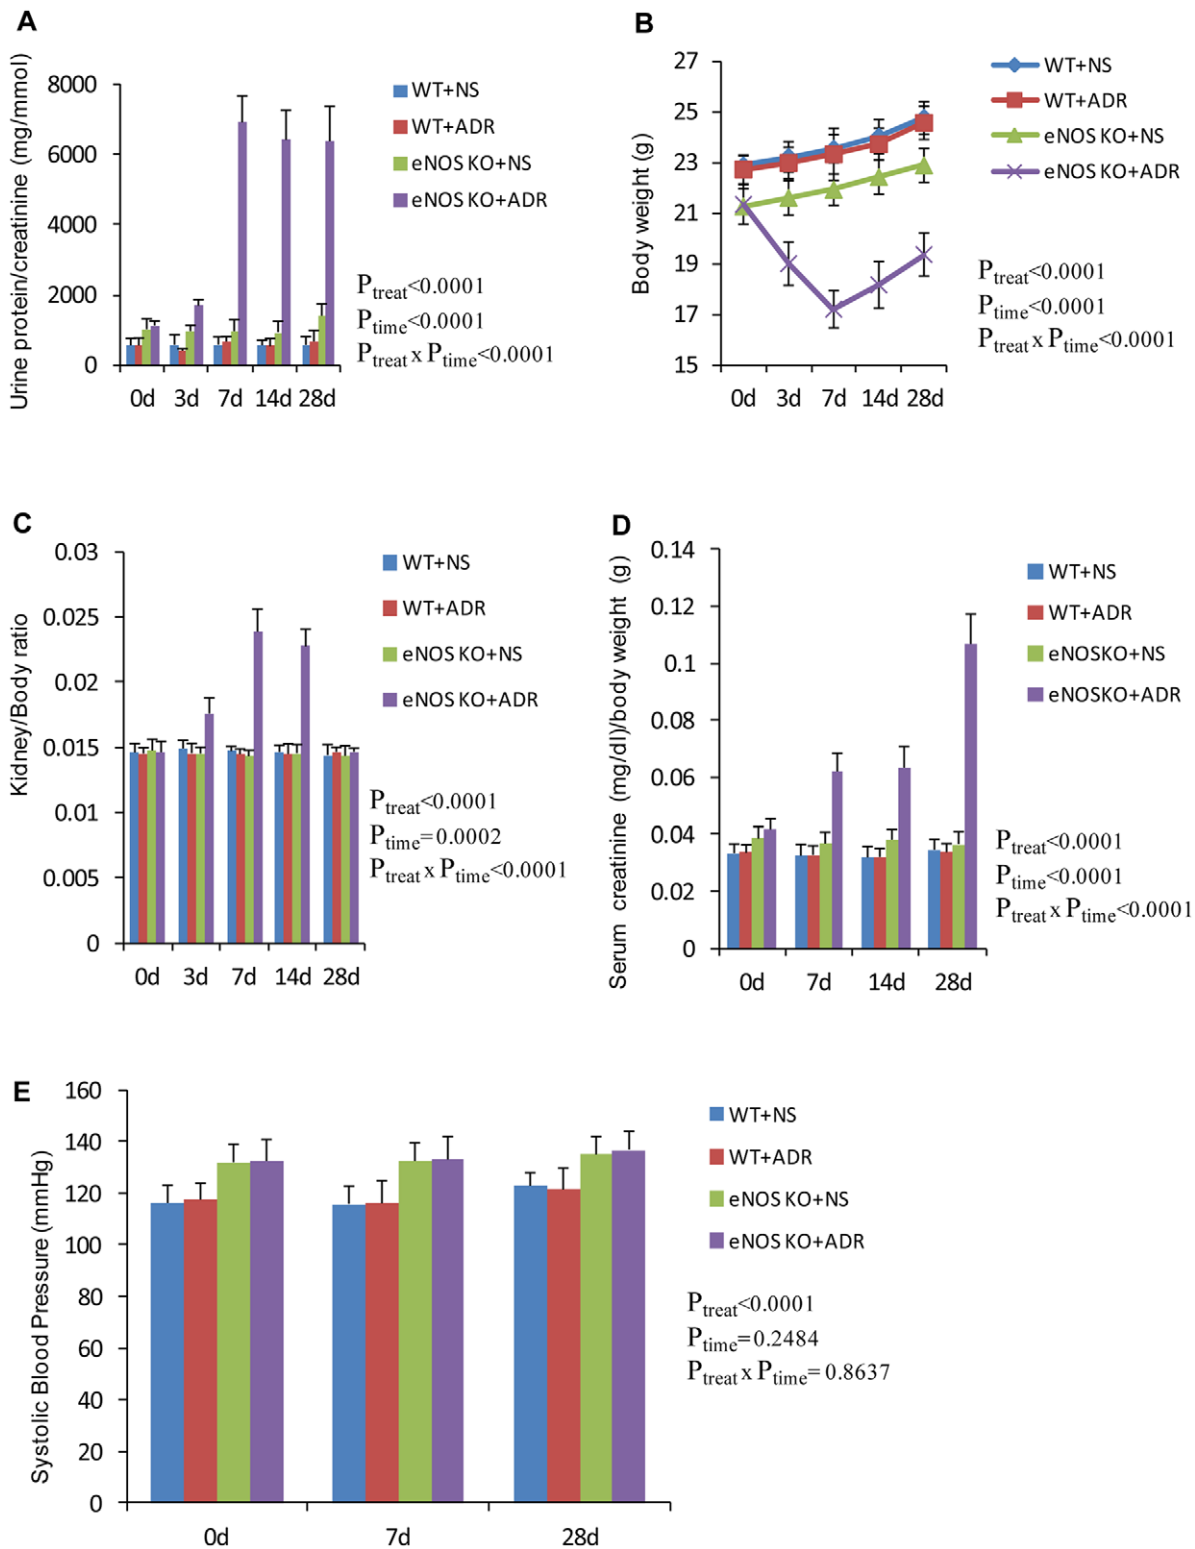 A
Urine protein/creatinine (mg/mmol)
8000
6000
4000
2000
0
0d 3d 7d 14d 28d
WT+NS
WT+ADR
eNOS KO+NS
eNOS KO+ADR
Ptreat<0.0001
Ptime<0.0001
Ptreat x Ptime<0.0001
B
Body weight (g)
27
25
23
21
19
17
15
0d 3d 7d 14d 28d
WT+NS
WT+ADR
eNOS KO+NS
eNOS KO+ADR
Ptreat<0.0001
Ptime<0.0001
Ptreat x Ptime<0.0001
C
Kidney/Body ratio
0.03
0.025
0.02
0.015
0.01
0.005
0
0d 3d 7d 14d 28d
WT+NS
WT+ADR
eNOS KO+NS
eNOS KO+ADR
Ptreat<0.0001
Ptime=0.0002
Ptreat x Ptime<0.0001
D
Serum creatinine (mg/dl)/body weight (g)
0.14
0.12
0.1
0.08
0.06
0.04
0.02
0
0d 7d 14d 28d
WT+NS
WT+ADR
eNOSKO+NS
eNOSKO+ADR
Ptreat<0.0001
Ptime<0.0001
Ptreat x Ptime<0.0001
E
Systolic Blood Pressure (mmHg)
160
140
120
100
80
60
40
20
0
0d 7d 28d
WT+NS
WT+ADR
eNOS KO+NS
eNOS KO+ADR
Ptreat<0.0001
Ptime=0.2484
Ptreat x Ptime=0.8637